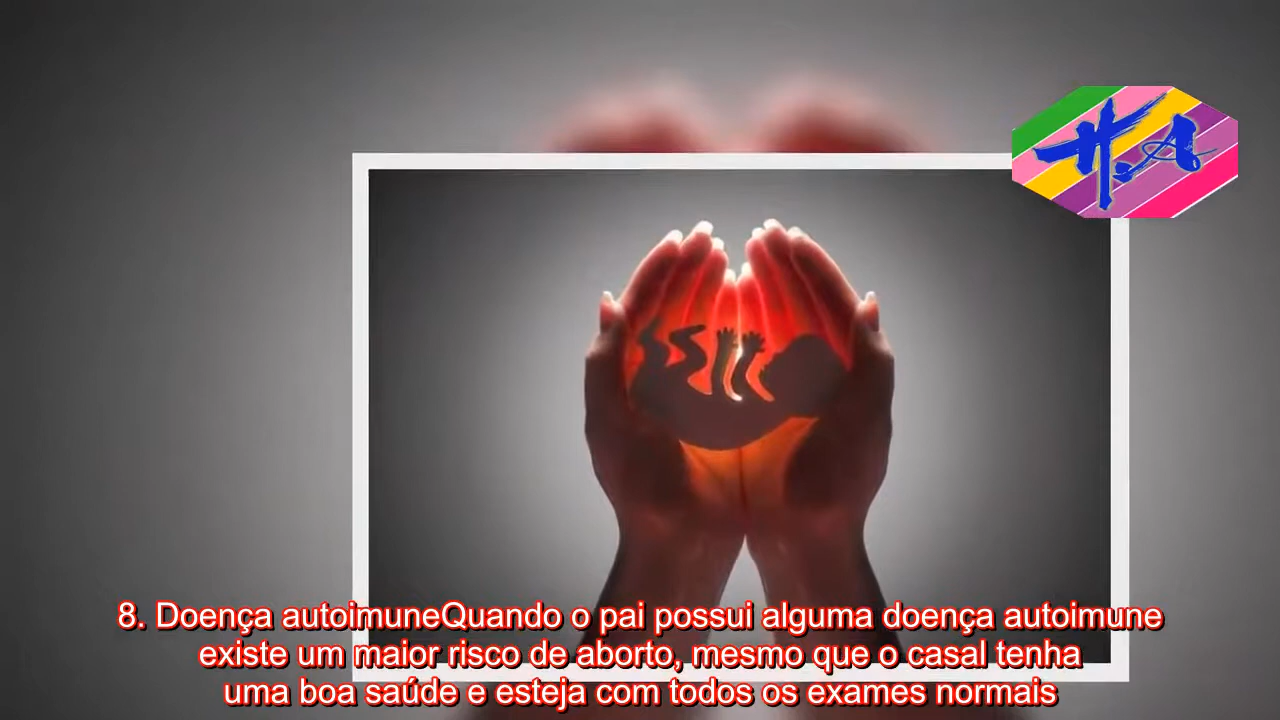 H.A
8. Doença autoimuneQuando o pai possui alguma doença autoimune
existe um maior risco de aborto, mesmo que o casal tenha
uma boa saúde e esteja com todos os exames normais